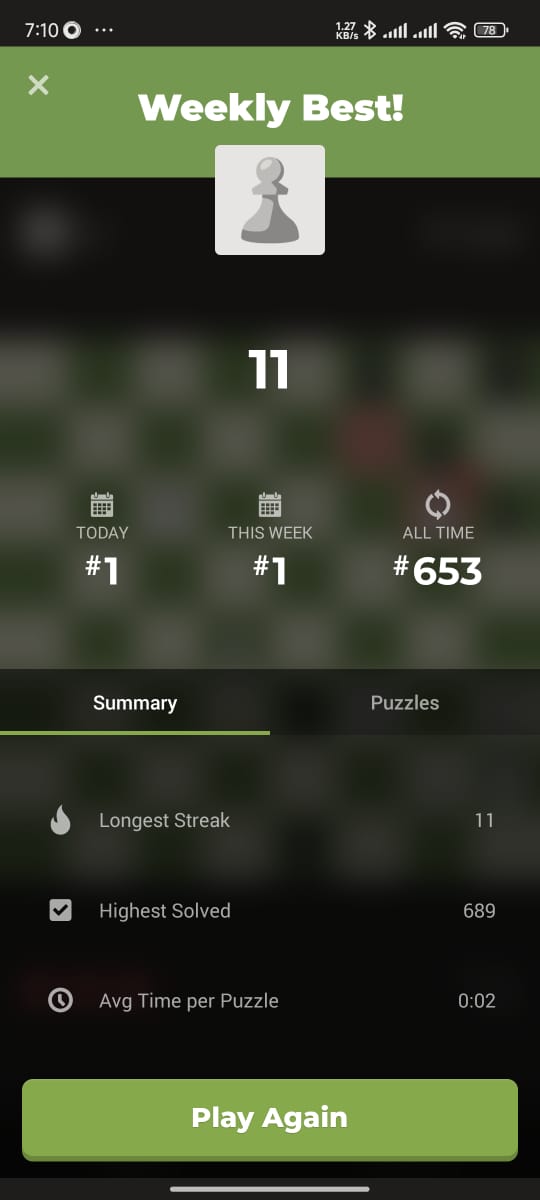 7:10 ... 1.27 KB/s 78
Weekly Best!
11
TODAY THIS WEEK ALL TIME
#1 #1 #653
Summary Puzzles
Longest Streak 11
Highest Solved 689
Avg Time per Puzzle 0:02
Play Again